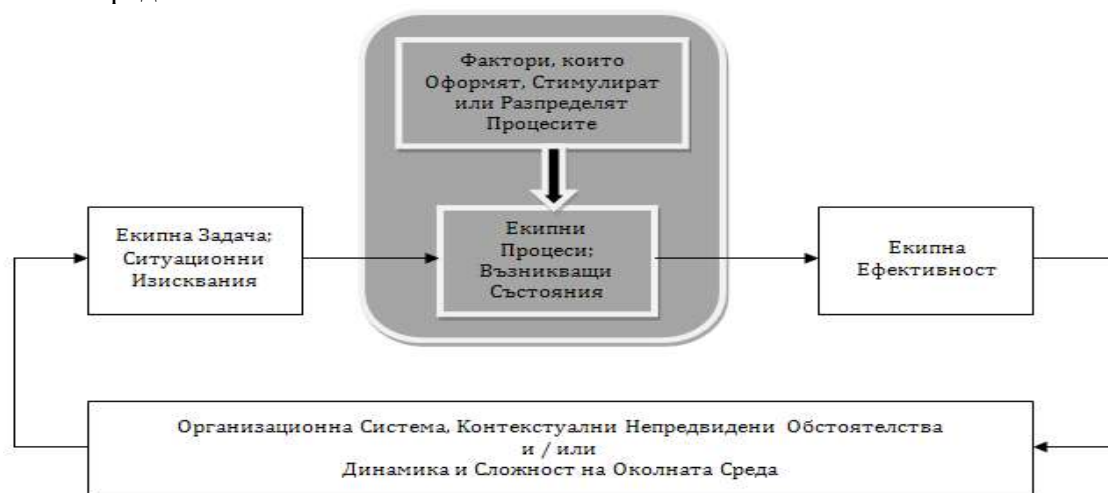 Фактори, които
Оформят, Стимулират
или Разпределят
Процесите
Екипна Задача;
Ситуационни
Изисквания
Екипни
Процеси;
Възникващи
Състояния
Екипна
Ефективност
Организационна Система, Контекстуални Непредвидени Обстоятелства
и / или
Динамика и Сложност на Околната Среда